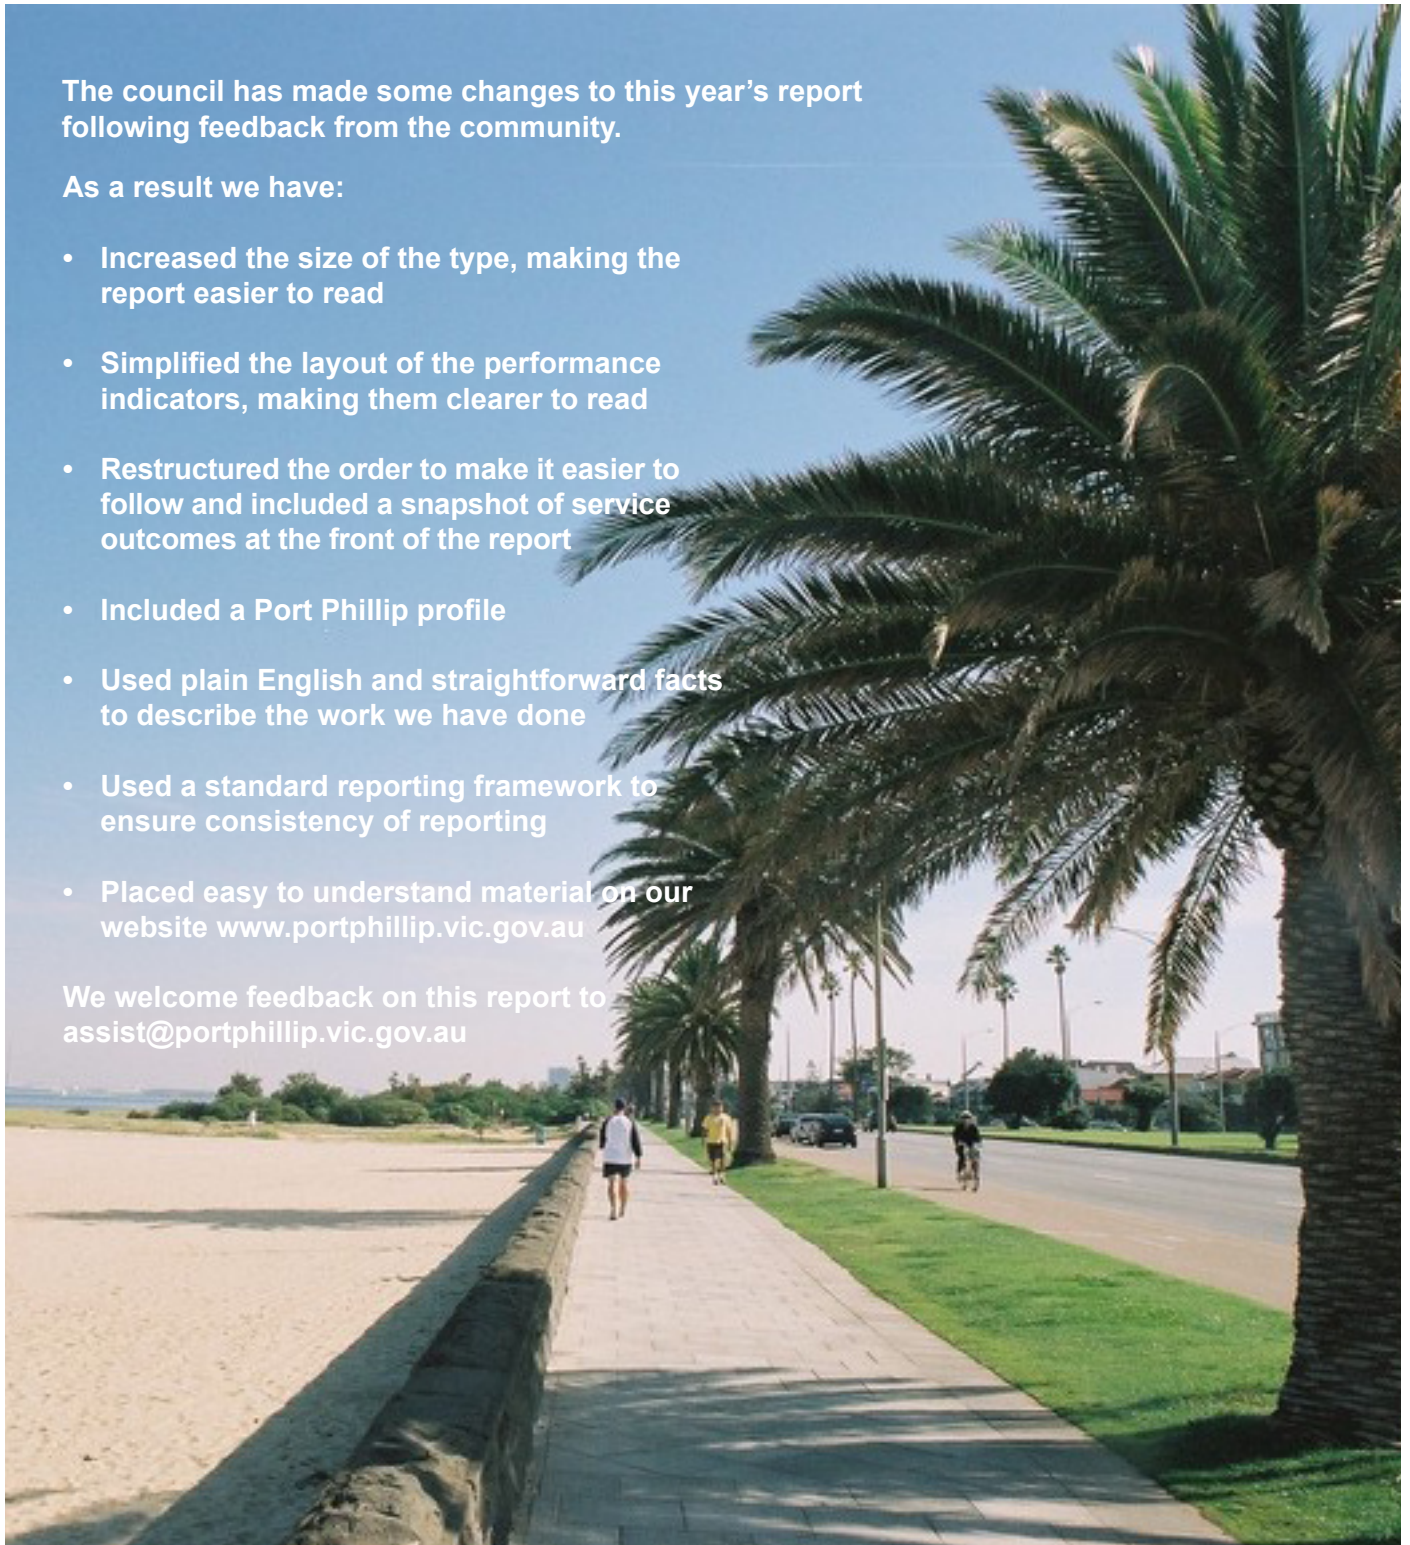 The council has made some changes to this year's report
following feedback from the community.
As a result we have:
• Increased the size of the type, making the
report easier to read
• Simplified the layout of the performance
indicators, making them clearer to read
• Restructured the order to make it easier to
follow and included a snapshot of service
outcomes at the front of the report
• Included a Port Phillip profile
• Used plain English and straightforward facts
to describe the work we have done
• Used a standard reporting framework to
ensure consistency of reporting
• Placed easy to understand material on our
website www.portphillip.vic.gov.au
We welcome feedback on this report to
assist@portphillip.vic.gov.au